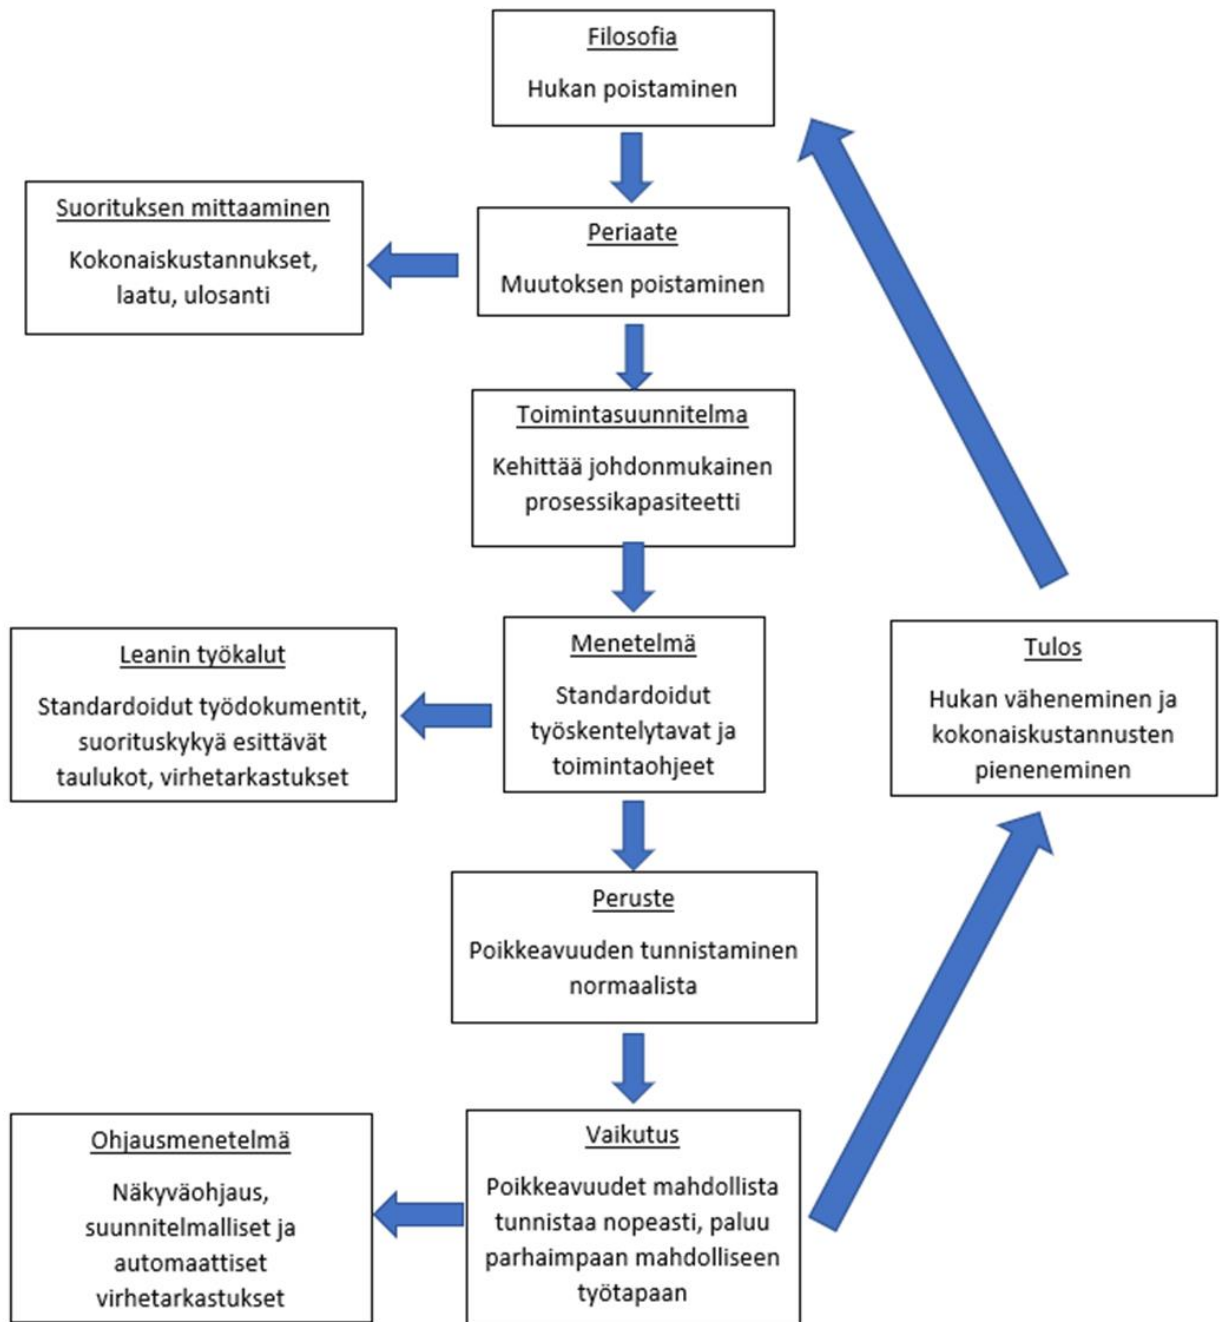 Filosofia
Hukan poistaminen
Suorituksen mittaaminen
Kokonaiskustannukset,
laatu, ulosanti
Periaate
Muutoksen poistaminen
Toimintasuunnitelma
Kehittää johdonmukainen
prosessikapasiteetti
Leanin työkalut
Standardoidut työdokumentit,
suorituskykyä esittävät
taulukot, virhetarkastukset
Menetelmä
Standardoidut
työskentelytavat ja
toimintaohjeet
Tulos
Hukan väheneminen ja
kokonaiskustannusten
pieneneminen
Peruste
Poikkeavuuden tunnistaminen
normaalista
Ohjausmenetelmä
Näkyväohjaus,
suunnitelmalliset ja
automaattiset
virhetarkastukset
Vaikutus
Poikkeavuudet mahdollista
tunnistaa nopeasti, paluu
parhaimpaan mahdolliseen
työtapaan